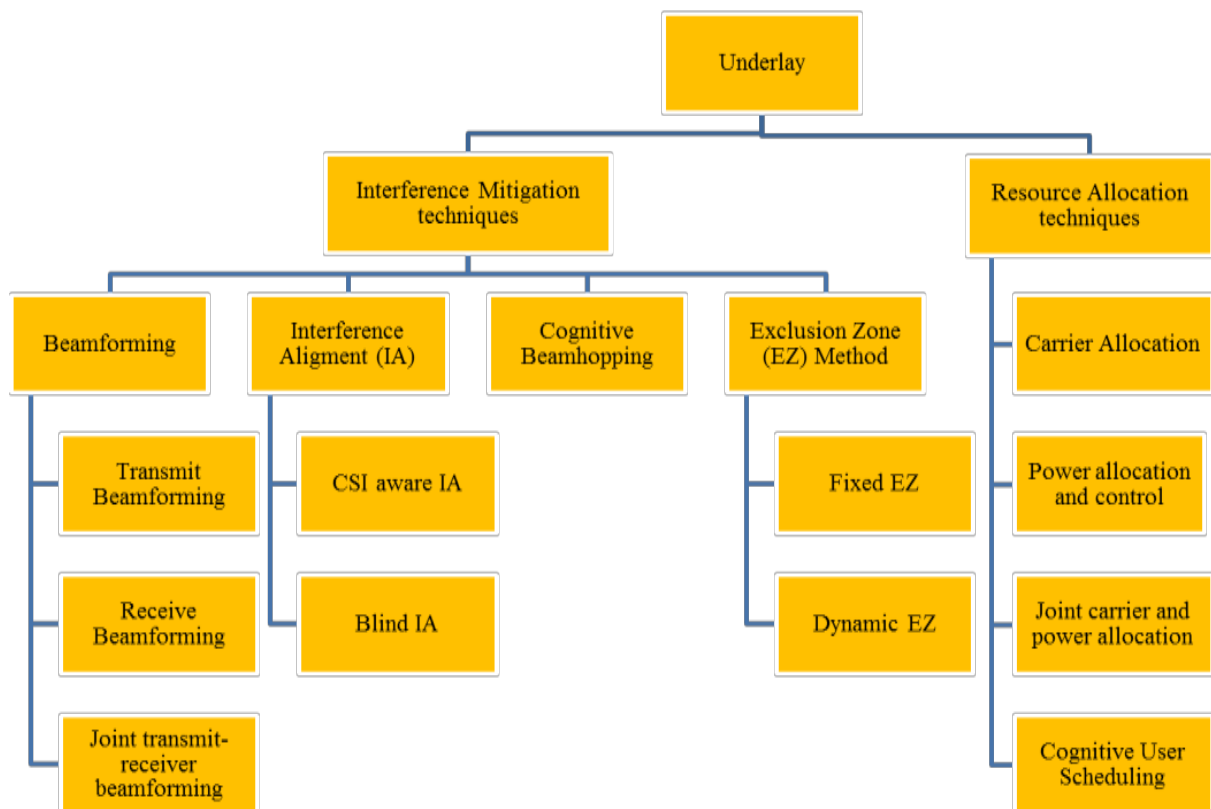 Underlay
Interference Mitigation
techniques
Resource Allocation
techniques
Beamforming
Interference
Aligment (IA)
Cognitive
Beamhopping
Exclusion Zone
(EZ) Method
Carrier Allocation
Transmit
Beamforming
CSI aware IA
Fixed EZ
Power allocation
and control
Receive
Beamforming
Blind IA
Dynamic EZ
Joint carrier and
power allocation
Joint transmit-
receiver
beamforming
Cognitive User
Scheduling